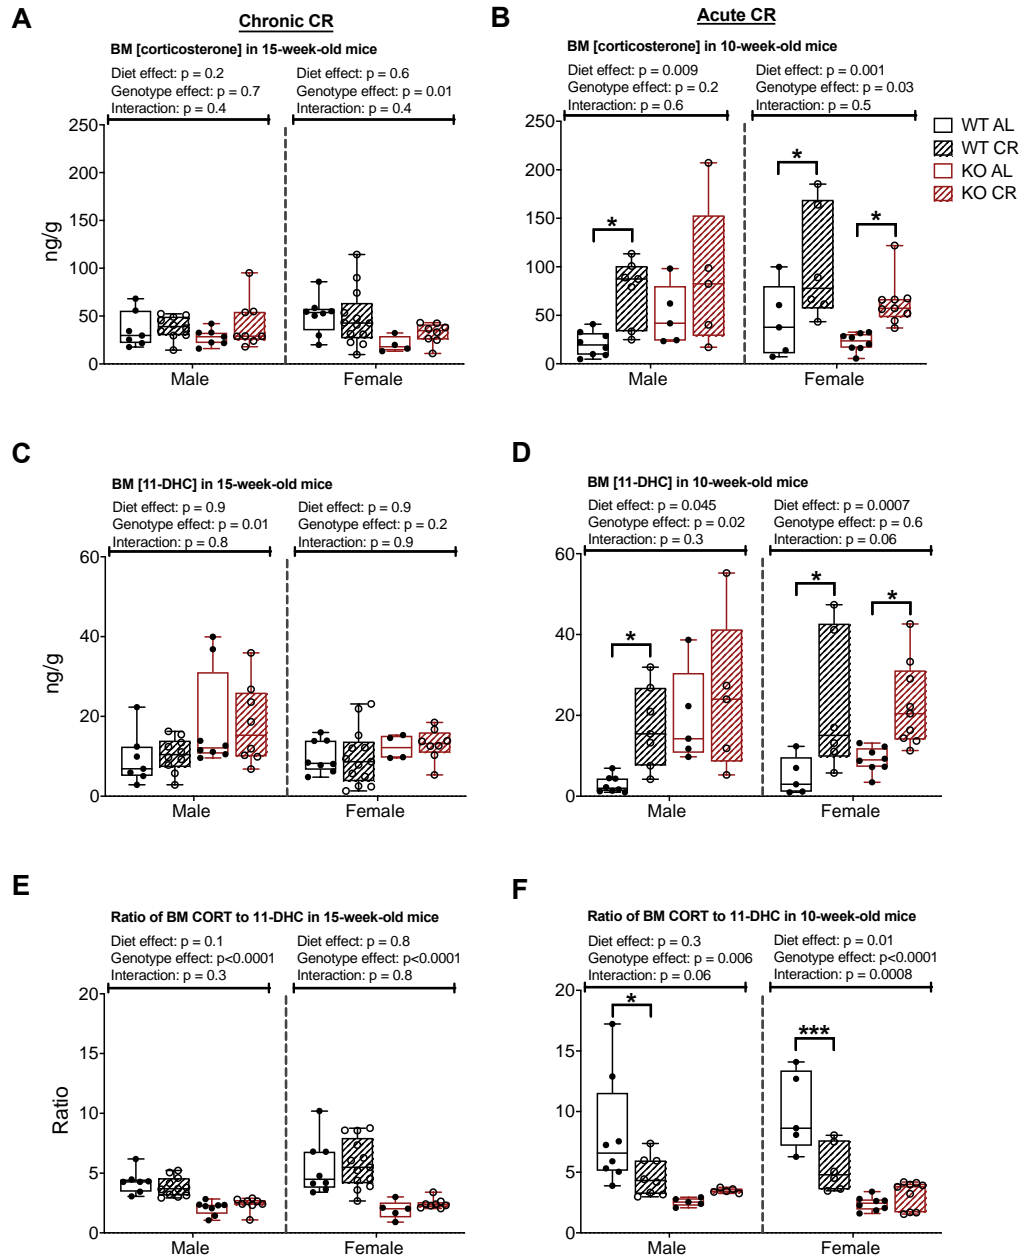 A
Chronic CR
BM [corticosterone] in 15-week-old mice
Diet effect: p = 0.2
Genotype effect: p = 0.7
Interaction: p = 0.4
Diet effect: p = 0.6
Genotype effect: p = 0.01
Interaction: p = 0.4
250
200
150
100
50
0
ng/g
Male
Female
B
Acute CR
BM [corticosterone] in 10-week-old mice
Diet effect: p = 0.009
Genotype effect: p = 0.2
Interaction: p = 0.6
Diet effect: p = 0.001
Genotype effect: p = 0.03
Interaction: p = 0.5
250
200
150
100
50
0
*
*
*
Male
Female
WT AL
WT CR
KO AL
KO CR
C
BM [11-DHC] in 15-week-old mice
Diet effect: p = 0.9
Genotype effect: p = 0.01
Interaction: p = 0.8
Diet effect: p = 0.9
Genotype effect: p = 0.2
Interaction: p = 0.9
60
40
20
0
ng/g
Male
Female
D
BM [11-DHC] in 10-week-old mice
Diet effect: p = 0.045
Genotype effect: p = 0.02
Interaction: p = 0.3
Diet effect: p = 0.0007
Genotype effect: p = 0.6
Interaction: p = 0.06
60
40
20
0
*
*
*
Male
Female
E
Ratio of BM CORT to 11-DHC in 15-week-old mice
Diet effect: p = 0.1
Genotype effect: p<0.0001
Interaction: p = 0.3
Diet effect: p = 0.8
Genotype effect: p<0.0001
Interaction: p = 0.8
20
15
10
5
0
Ratio
Male
Female
F
Ratio of BM CORT to 11-DHC in 10-week-old mice
Diet effect: p = 0.3
Genotype effect: p = 0.006
Interaction: p = 0.06
Diet effect: p = 0.01
Genotype effect: p<0.0001
Interaction: p = 0.0008
20
15
10
5
0
*
***
Male
Female